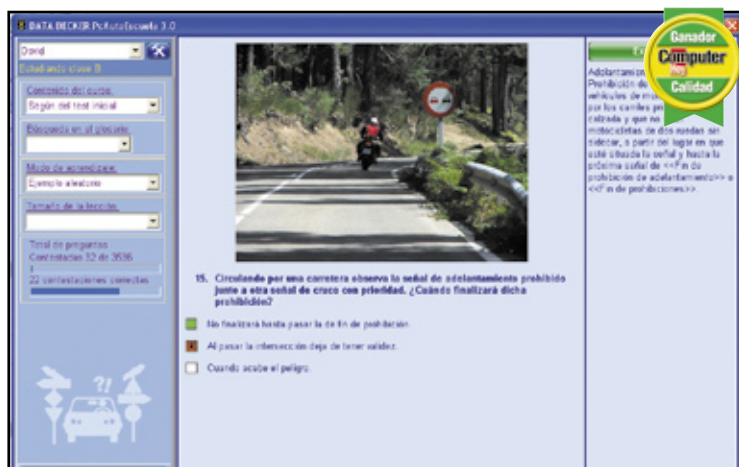 DATA BECKER PcAutoEscuela 3.0
David
Estudiando clase B
Contenido del curso:
Según del test inicial
Búsqueda en el glosario:
Modo de aprendizaje:
Ejemplo aleatorio
Tamaño de la lección:
Total de preguntas
Contestadas 32 de 3536
22 contestaciones correctas
?!
15. Circulando por una carretera observa la señal de adelantamiento prohibido
junto a otra señal de cruce con prioridad. ¿Cuándo finalizará dicha
prohibición?
No finalizará hasta pasar la de fin de prohibición.
Al pasar la intersección deja de tener validez.
Cuando acabe el peligro.
Ganador
Computer
Hoy
Calidad
Prohibición de
vehículos de
por los carriles
calzada y que no
motocicletas de dos ruedas sin
sidecar, a partir del lugar en que
esté situada la señal y hasta la
próxima señal de <<Fin de
prohibición de adelantamiento>> o
<<Fin de prohibiciones>>.